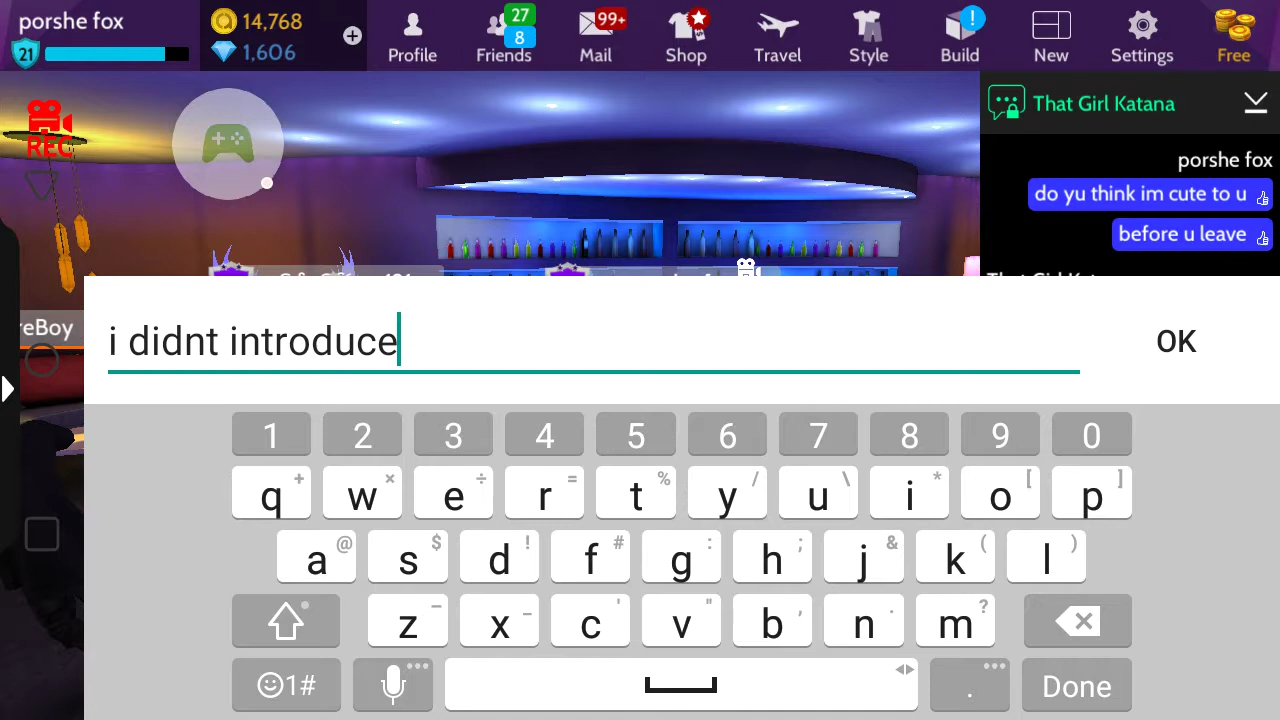 porshe fox
21
14,768
1,606
Profile
27
8
Friends
99+
Mail
Shop
Travel
Style
!
Build
New
Settings
Free
REC
That Girl Katana
porshe fox
do yu think im cute to u
before u leave
reBoy
i didnt introduce
OK
1 2 3 4 5 6 7 8 9 0
q + w × e ÷ r = t % y / u \ i * o [ p ]
a @ s $ d ! f # g : h ; j & k ( l )
z - x _ c ' v " b , n . m ?
1# . Done